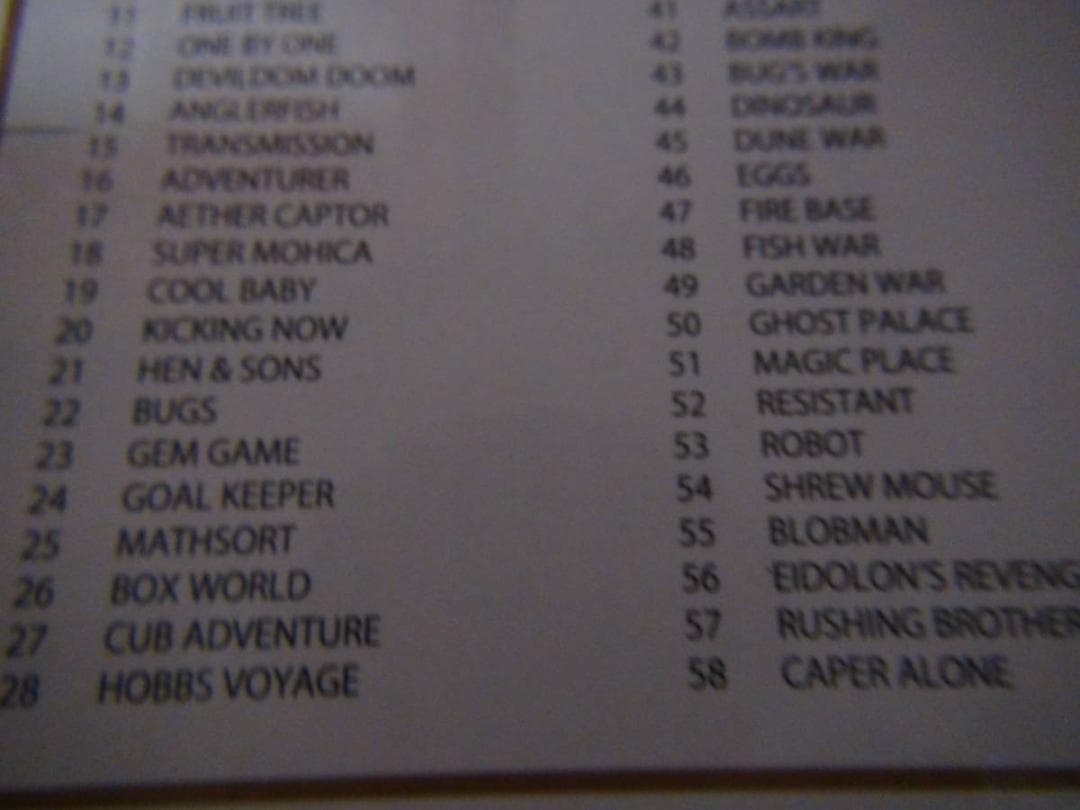 11 FRUIT TREE
12 ONE BY ONE
13 DEVILDOM DOOM
14 ANGLERFISH
15 TRANSMISSION
16 ADVENTURER
17 AETHER CAPTOR
18 SUPER MOHICA
19 COOL BABY
20 KICKING NOW
21 HEN & SONS
22 BUGS
23 GEM GAME
24 GOAL KEEPER
25 MATHSORT
26 BOX WORLD
27 CUB ADVENTURE
28 HOBBS VOYAGE
41 ASSART
42 BOMB KING
43 BUG'S WAR
44 DINOSAUR
45 DUNE WAR
46 EGGS
47 FIRE BASE
48 FISH WAR
49 GARDEN WAR
50 GHOST PALACE
51 MAGIC PLACE
52 RESISTANT
53 ROBOT
54 SHREW MOUSE
55 BLOBMAN
56 EIDOLON'S REVENG
57 RUSHING BROTHER
58 CAPER ALONE